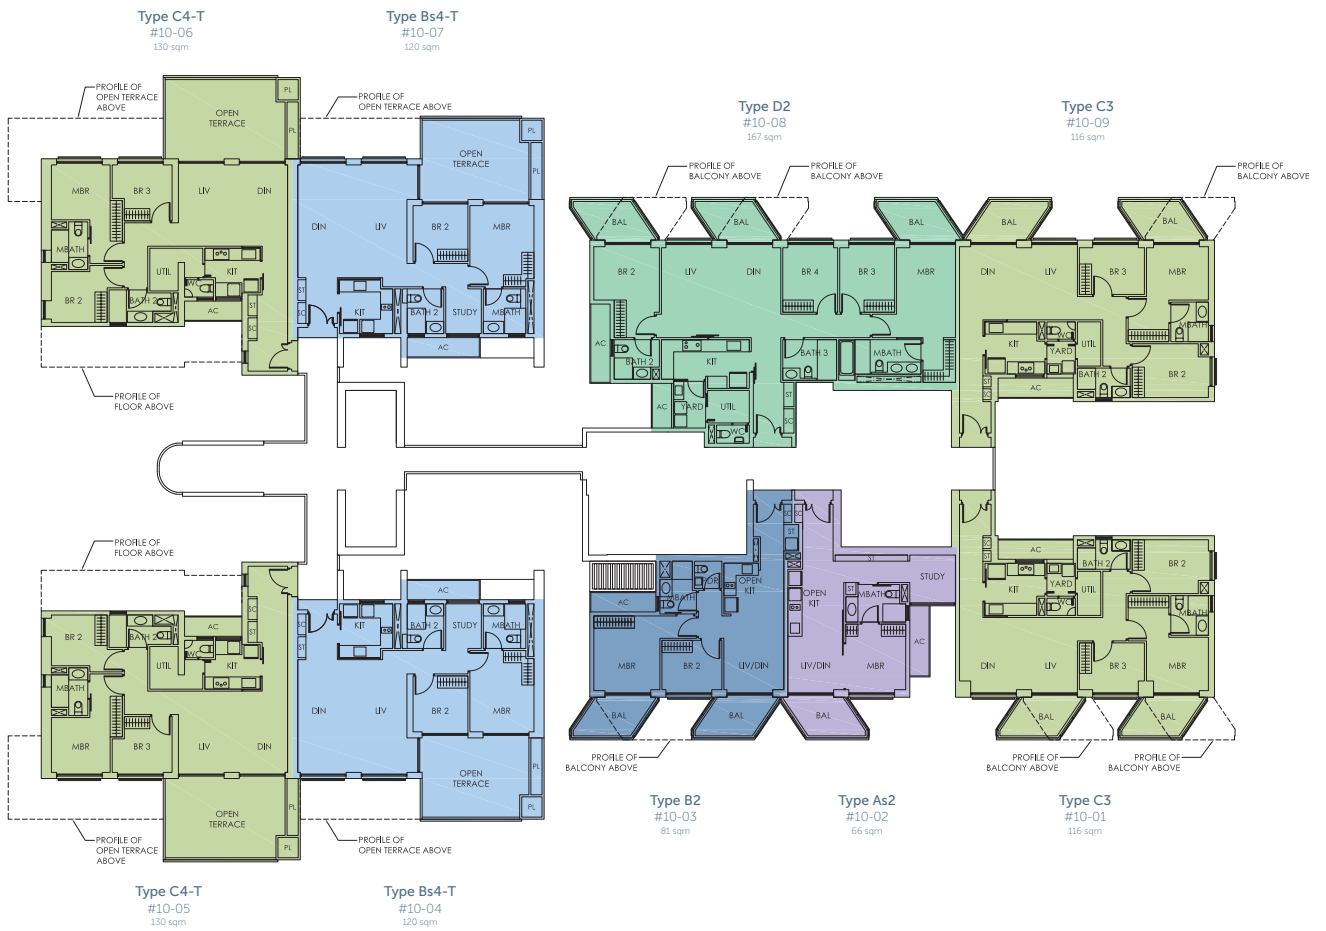 Type C4-T
#10-06
130 sqm
Type Bs4-T
#10-07
120 sqm
Type D2
#10-08
167 sqm
Type C3
#10-09
116 sqm
PROFILE OF
OPEN TERRACE
ABOVE
OPEN
TERRACE
PL
PL
MBR
BR 3
LIV
DIN
MBATH
BR 2
BATH 2
UTIL
WC
KIT
AC
ST
SC
PROFILE OF
FLOOR ABOVE
PROFILE OF
OPEN TERRACE ABOVE
OPEN
TERRACE
PL
PL
DIN
LIV
BR 2
MBR
ST
SC
KIT
BATH 2
STUDY
MBATH
AC
PROFILE OF
BALCONY ABOVE
PROFILE OF
BALCONY ABOVE
BAL
BAL
BAL
BR 2
LIV
DIN
BR 4
BR 3
MBR
AC
BATH 2
KIT
BATH 3
MBATH
AC
YARD
UTIL
WC
ST
SC
PROFILE OF
BALCONY ABOVE
BAL
BAL
DIN
LIV
BR 3
MBR
MBATH
KIT
WC
YARD
UTIL
BATH 2
BR 2
AC
ST
SC
PROFILE OF
FLOOR ABOVE
BR 2
BATH 2
AC
SC
ST
UTIL
WC
KIT
MBATH
MBR
BR 3
LIV
DIN
OPEN
TERRACE
PL
PL
PROFILE OF
OPEN TERRACE
ABOVE
AC
SC
ST
KIT
BATH 2
STUDY
MBATH
DIN
LIV
BR 2
MBR
OPEN
TERRACE
PL
PL
PROFILE OF
OPEN TERRACE ABOVE
SC
ST
AC
MBATH
PDR
OPEN
KIT
MBR
BR 2
LIV/DIN
BAL
BAL
PROFILE OF
BALCONY ABOVE
SC
ST
STUDY
OPEN
KIT
ST
MBATH
AC
LIV/DIN
MBR
BAL
SC
ST
AC
BATH 2
BR 2
KIT
YARD
WC
UTIL
MBATH
DIN
LIV
BR 3
MBR
BAL
BAL
PROFILE OF
BALCONY ABOVE
PROFILE OF
BALCONY ABOVE
Type B2
#10-03
81 sqm
Type As2
#10-02
66 sqm
Type C3
#10-01
116 sqm
Type C4-T
#10-05
130 sqm
Type Bs4-T
#10-04
120 sqm